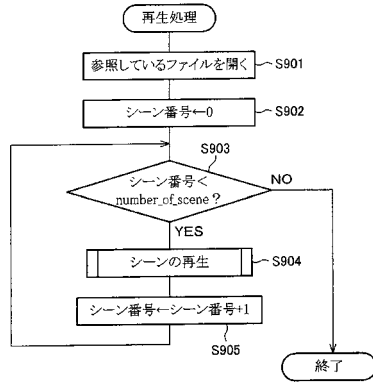 再生処理
参照しているファイルを開く
S901
シーン番号←0
S902
S903
シーン番号<
number_of_scene?
NO
YES
シーンの再生
S904
シーン番号←シーン番号+1
S905
終了